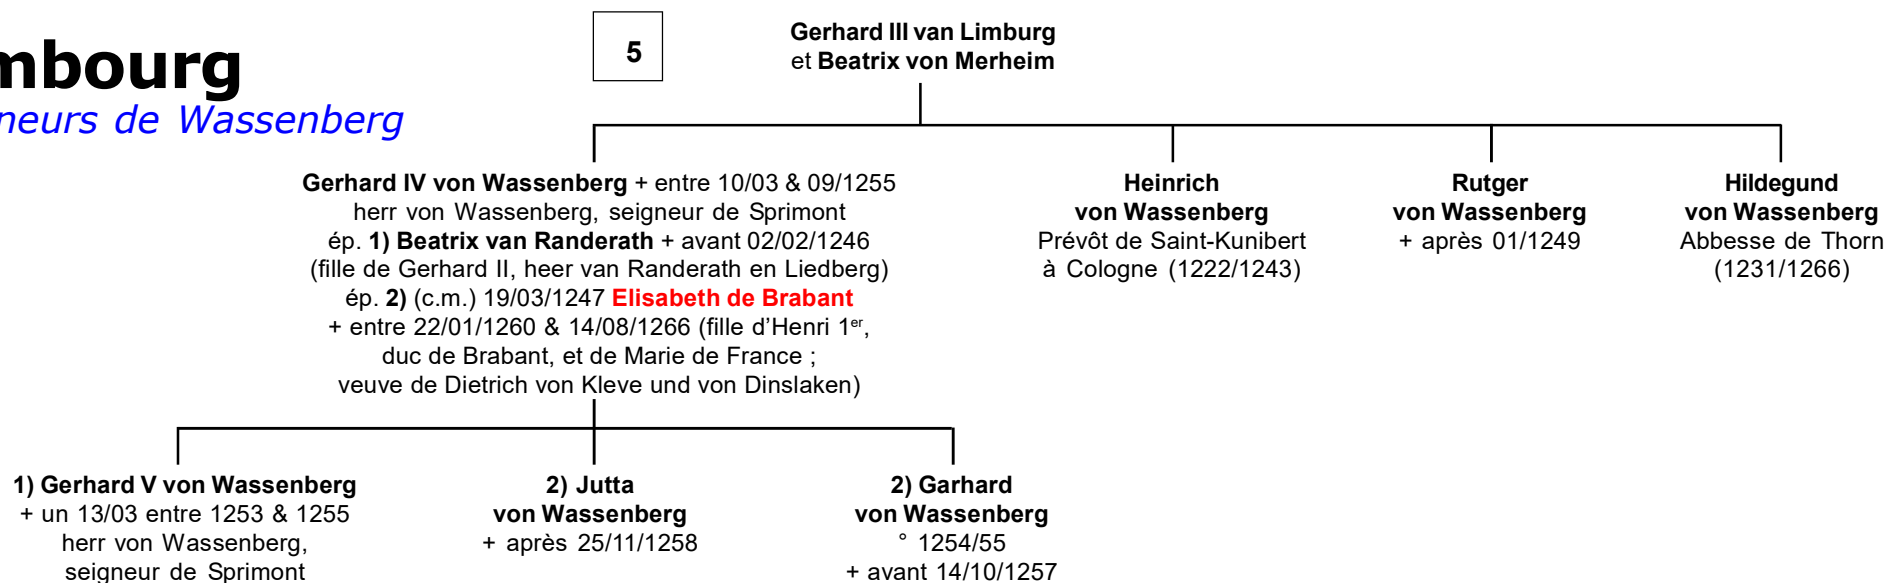 mbourg
neurs de Wassenberg
5
Gerhard III van Limburg
et Beatrix von Merheim
Gerhard IV von Wassenberg + entre 10/03 & 09/1255
herr von Wassenberg, seigneur de Sprimont
ép. 1) Beatrix van Randerath + avant 02/02/1246
(fille de Gerhard II, heer van Randerath en Liedberg)
ép. 2) (c.m.) 19/03/1247 Elisabeth de Brabant
+ entre 22/01/1260 & 14/08/1266 (fille d'Henri 1er,
duc de Brabant, et de Marie de France ;
veuve de Dietrich von Kleve und von Dinslaken)
Heinrich
von Wassenberg
Prévôt de Saint-Kunibert
à Cologne (1222/1243)
Rutger
von Wassenberg
+ après 01/1249
Hildegund
von Wassenberg
Abbesse de Thorn
(1231/1266)
1) Gerhard V von Wassenberg
+ un 13/03 entre 1253 & 1255
herr von Wassenberg,
seigneur de Sprimont
2) Jutta
von Wassenberg
+ après 25/11/1258
2) Garhard
von Wassenberg
° 1254/55
+ avant 14/10/1257